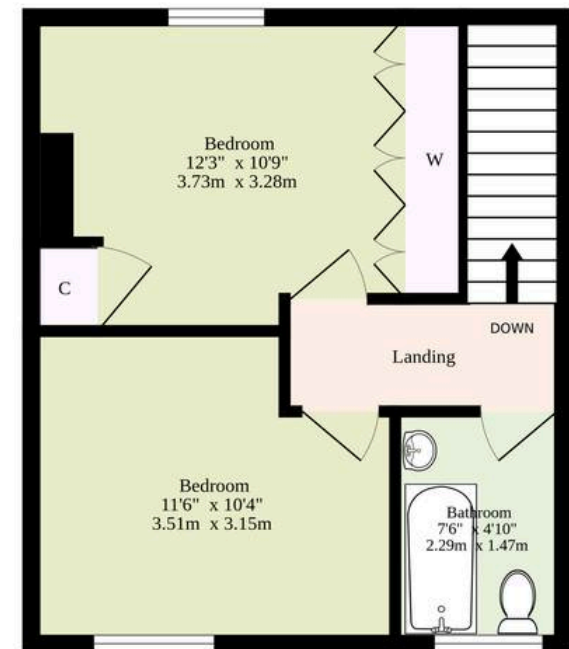 Bedroom
12'3" x 10'9"
3.73m x 3.28m
W
C
DOWN
Landing
Bedroom
11'6" x 10'4"
3.51m x 3.15m
Bathroom
7'6" x 4'10"
2.29m x 1.47m